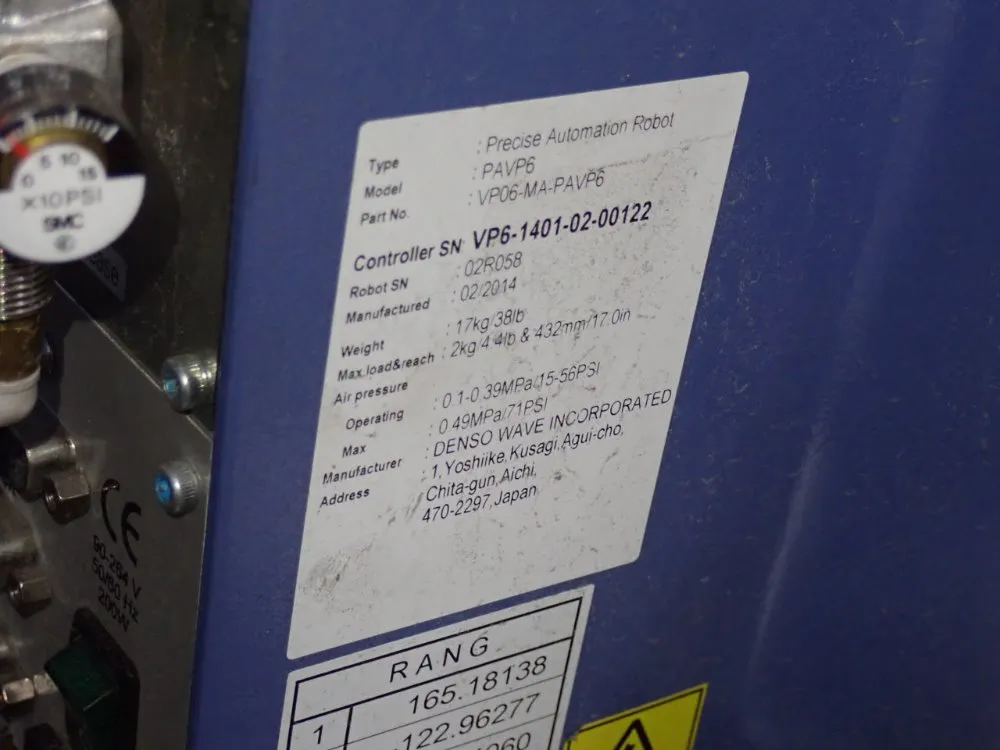 Type : Precise Automation Robot
Model : PAVP6
Part No. : VP06-MA-PAVP6
Controller SN VP6-1401-02-00122
Robot SN : 02R058
Manufactured : 02/2014
Weight : 17kg/38lb
Max.load&reach : 2kg/4.4lb & 432mm/17.0in
Air pressure
Operating : 0.1-0.39MPa/15-56PSI
Max : 0.49MPa/71PSI
Manufacturer : DENSO WAVE INCORPORATED
Address : 1,Yoshiike,Kusagi,Agui-cho,
Chita-gun,Aichi,
470-2297,Japan
RANG
1 165.18138
122.96277
0 5 10 15
X10PSI
SMC
CE
90-264 V
50/60 Hz
200W